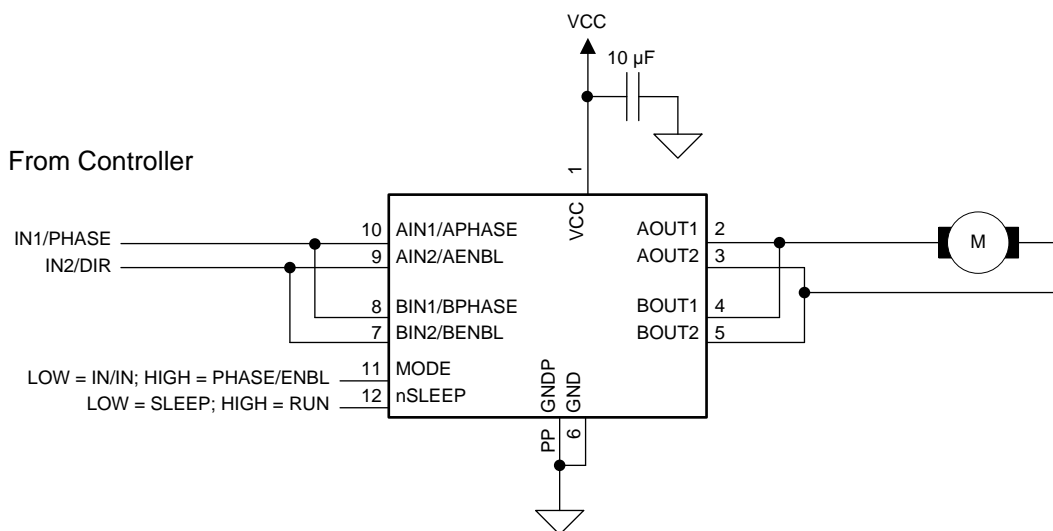 VCC
10 µF
From Controller
1
VCC
IN1/PHASE
10
AIN1/APHASE
AOUT1
2
M
IN2/DIR
9
AIN2/AENBL
AOUT2
3
8
BIN1/BPHASE
BOUT1
4
7
BIN2/BENBL
BOUT2
5
LOW = IN/IN; HIGH = PHASE/ENBL
11
MODE
LOW = SLEEP; HIGH = RUN
12
nSLEEP
GNDP
GND
PP
6